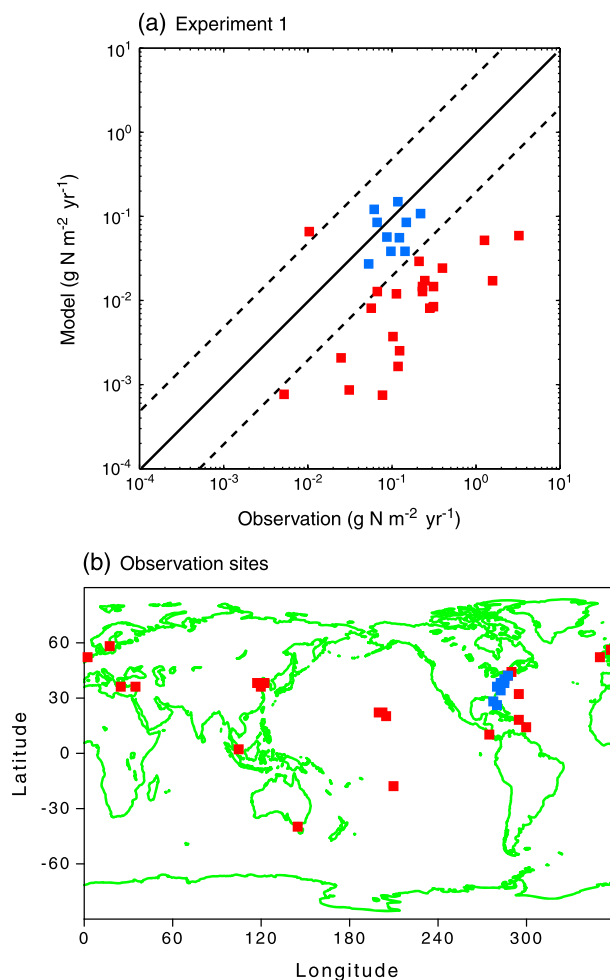 (a) Experiment 1
10^1
10^0
10^-1
10^-2
10^-3
10^-4
Model (g N m^-2 yr^-1)
10^-4 10^-3 10^-2 10^-1 10^0 10^1
Observation (g N m^-2 yr^-1)
(b) Observation sites
60
30
0
-30
-60
Latitude
0 60 120 180 240 300
Longitude